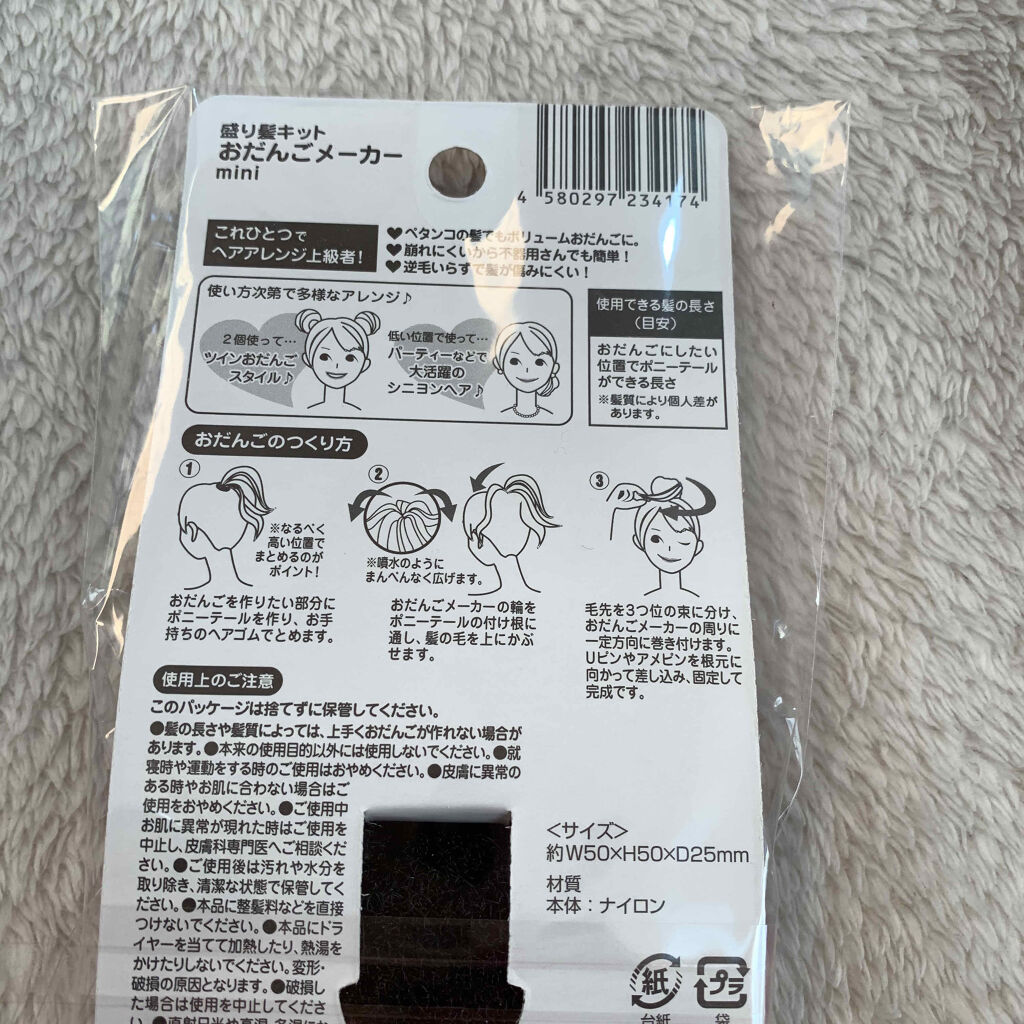 盛り髪キット
おだんごメーカー
mini
4 580297 234174
これひとつで
ヘアアレンジ上級者!
♥ペタンコの髪でもボリュームおだんごに。
♥崩れにくいから不器用さんでも簡単!
♥逆毛いらずで髪が傷みにくい!
使い方次第で多様なアレンジ♪
2個使って…
ツインおだんご
スタイル♪
低い位置で使って…
パーティーなどで
大活躍の
シニヨンヘア♪
使用できる髪の長さ
(目安)
おだんごにしたい
位置でポニーテール
ができる長さ
※髪質により個人差が
あります。
おだんごのつくり方
①
※なるべく
高い位置で
まとめるのが
ポイント!
おだんごを作りたい部分に
ポニーテールを作り、お手
持ちのヘアゴムでとめます。
②
※噴水のように
まんべんなく広げます。
おだんごメーカーの輪を
ポニーテールの付け根に
通し、髪の毛を上にかぶ
せます。
③
毛先を3つ位の束に分け、
おだんごメーカーの周りに
一定方向に巻き付けます。
Uピンやアメピンを根元に
向かって差し込み、固定して
完成です。
使用上のご注意
このパッケージは捨てずに保管してください。
●髪の長さや髪質によっては、上手くおだんごが作れない場合が
あります。●本来の使用目的以外には使用しないでください。●就
寝時や運動をする時のご使用はおやめください。●皮膚に異常の
ある時やお肌に合わない場合はご
使用をおやめください。●ご使用中
お肌に異常が現れた時はご使用を
中止し、皮膚科専門医へご相談くだ
さい。●ご使用後は汚れや水分を
取り除き、清潔な状態で保管してく
ださい。●本品に整髪料などを直接
つけないでください。●本品にドラ
イヤーを当てて加熱したり、熱湯を
かけたりしないでください。変形・
破損の原因となります。●破損し
た場合は使用を中止してくださ
い。●直射日光や高温・多湿にか
<サイズ>
約W50×H50×D25mm
材質
本体:ナイロン
紙
台紙
プラ
袋